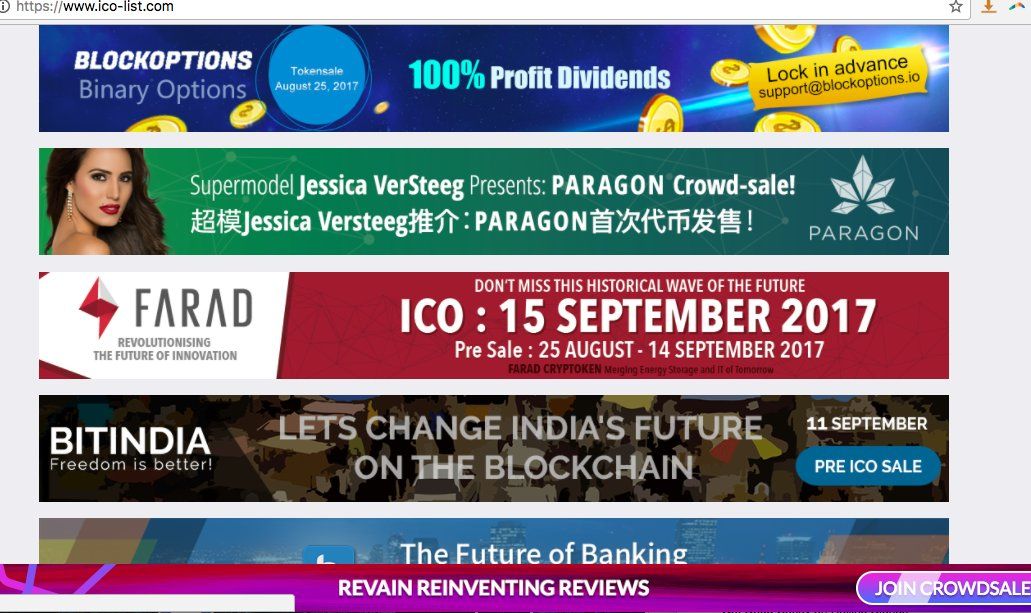 https://www.ico-list.com
BLOCKOPTIONS
Binary Options
Tokensale
August 25, 2017
100% Profit Dividends
Lock in advance
support@blockoptions.io
Supermodel Jessica VerSteeg Presents: PARAGON Crowd-sale!
超模Jessica Versteeg推介：PARAGON首次代币发售！
PARAGON
FARAD
REVOLUTIONISING
THE FUTURE OF INNOVATION
DON'T MISS THIS HISTORICAL WAVE OF THE FUTURE
ICO : 15 SEPTEMBER 2017
Pre Sale : 25 AUGUST - 14 SEPTEMBER 2017
FARAD CRYPTOKEN Merging Energy Storage and IT of Tomorrow
BITINDIA
Freedom is better!
LETS CHANGE INDIA'S FUTURE
ON THE BLOCKCHAIN
11 SEPTEMBER
PRE ICO SALE
The Future of Banking
REVAIN REINVENTING REVIEWS
JOIN CROWDSALE